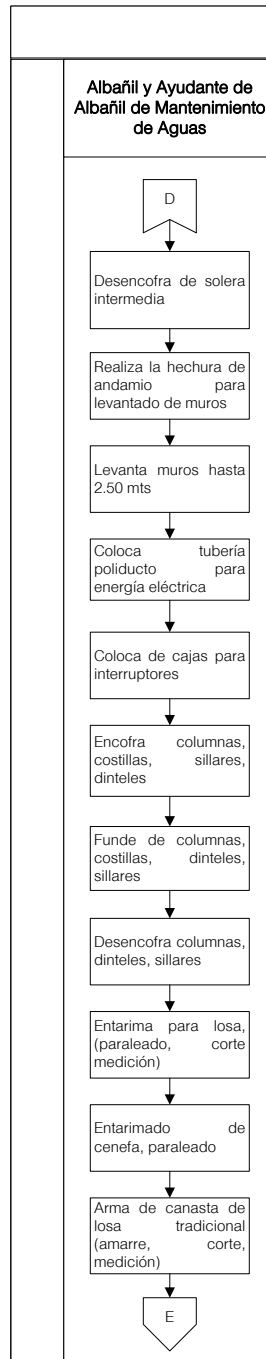 Albañil y Ayudante de
Albañil de Mantenimiento
de Aguas
D
Desencofra de solera
intermedia
Realiza la hechura de
andamio para
levantado de muros
Levanta muros hasta
2.50 mts
Coloca tubería
poliducto para
energía eléctrica
Coloca de cajas para
interruptores
Encofra columnas,
costillas, sillares,
dinteles
Funde de columnas,
costillas, dinteles,
sillares
Desencofra columnas,
dinteles, sillares
Entarima para losa,
(paraleado, corte
medición)
Entarimado de
cenefa, paraleado
Arma de canasta de
losa tradicional
(amarre, corte,
medición)
E